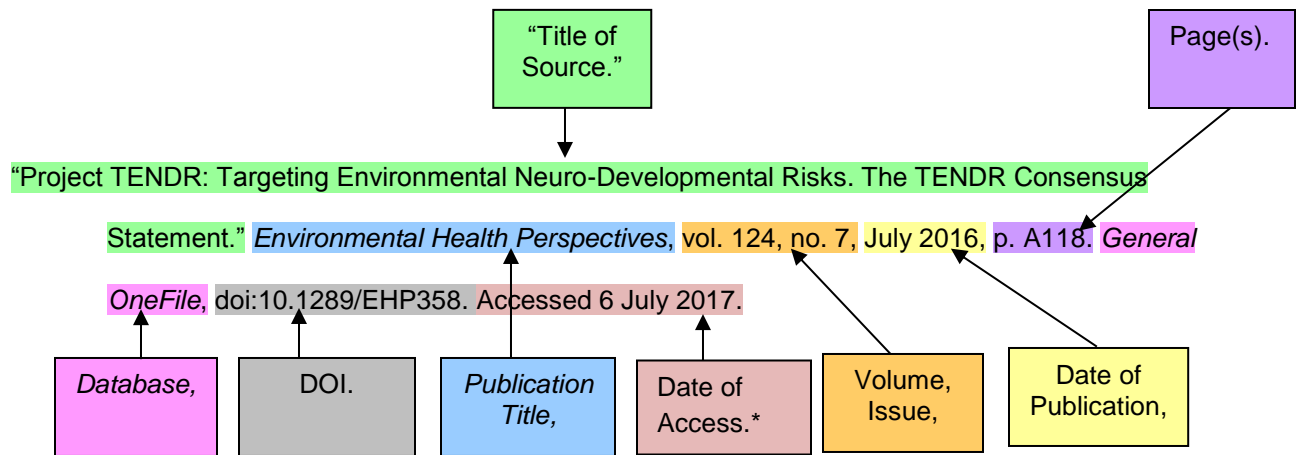 “Title of
Source.”
Page(s).
“Project TENDR: Targeting Environmental Neuro-Developmental Risks. The TENDR Consensus
Statement.” Environmental Health Perspectives, vol. 124, no. 7, July 2016, p. A118. General
OneFile, doi:10.1289/EHP358. Accessed 6 July 2017.
Database,
DOI.
Publication
Title,
Date of
Access.*
Volume,
Issue,
Date of
Publication,